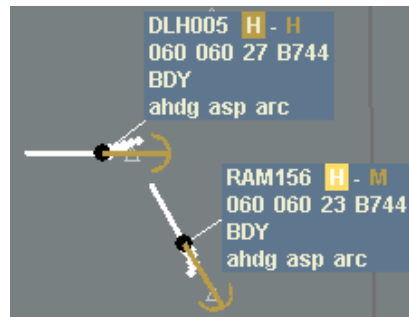 DLH005 H - H
060 060 27 B744
BDY
ahdg asp arc
RAM156 H - M
060 060 23 B744
BDY
ahdg asp arc